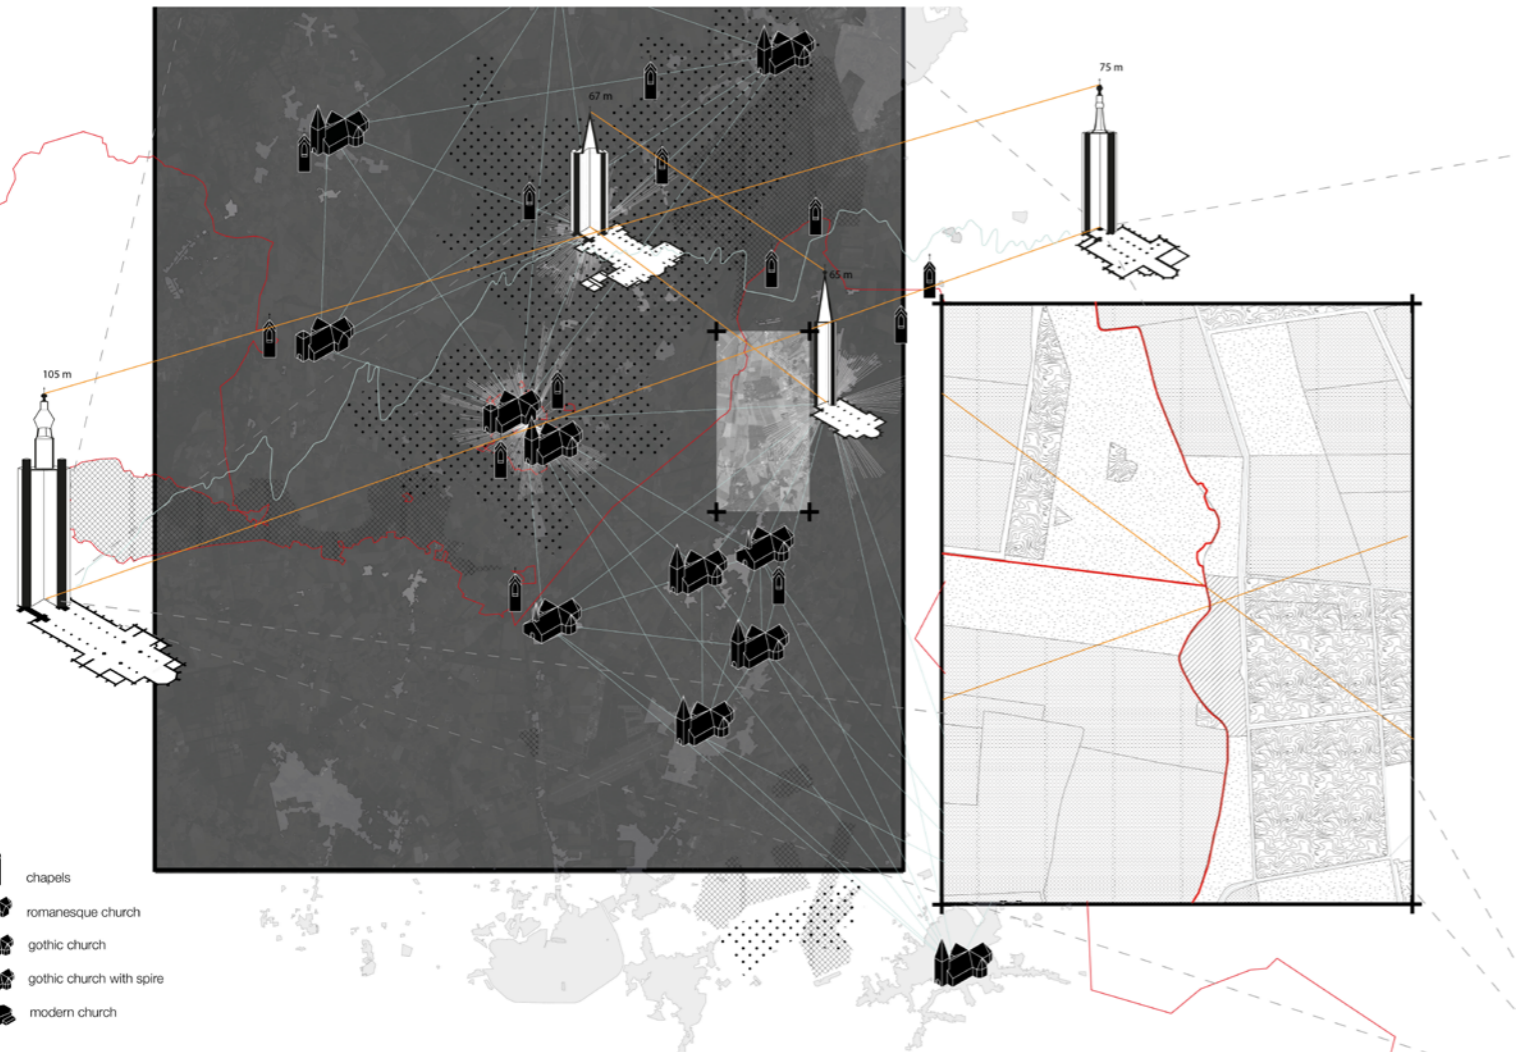 75 m
67 m
65 m
105 m
chapels
romanesque church
gothic church
gothic church with spire
modern church